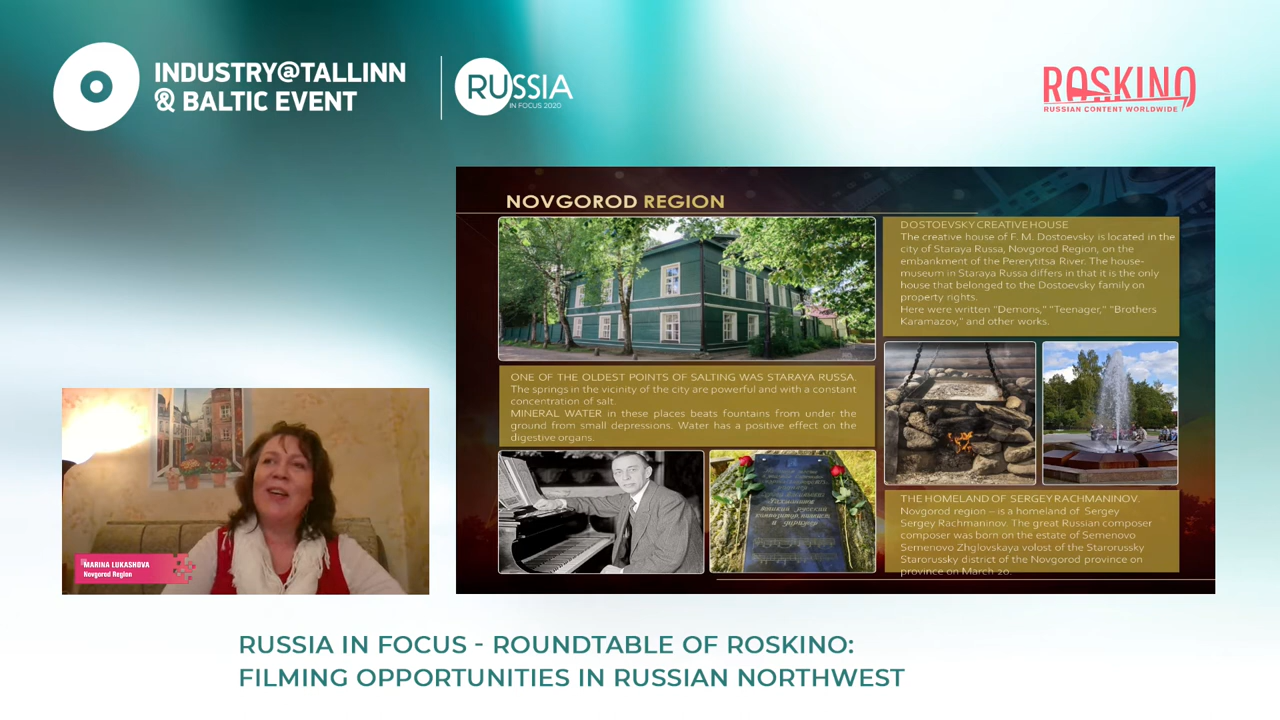 INDUSTRY@TALLINN
& BALTIC EVENT
RUSSIA
IN FOCUS 2020
ROSKINO
RUSSIAN CONTENT WORLDWIDE
NOVGOROD REGION
DOSTOEVSKY CREATIVE HOUSE
The creative house of F. M. Dostoevsky is located in the
city of Staraya Russa, Novgorod Region, on the
embankment of the Pererytitsa River. The house-
museum in Staraya Russa differs in that it is the only
house that belonged to the Dostoevsky family on
property rights.
Here were written "Demons," "Teenager," "Brothers
Karamazov," and other works.
ONE OF THE OLDEST POINTS OF SALTING WAS STARAYA RUSSA.
The springs in the vicinity of the city are powerful and with a constant
concentration of salt.
MINERAL WATER in these places beats fountains from under the
ground from small depressions. Water has a positive effect on the
digestive organs.
THE HOMELAND OF SERGEY RACHMANINOV.
Novgorod region – is a homeland of Sergey
Sergey Rachmaninov. The great Russian composer
composer was born on the estate of Semenovo
Semenovo Zhglovskaya volost of the Starorussky
Starorussky district of the Novgorod province on
province on March 20.
MARINA LUKASHOVA
Novgorod Region
RUSSIA IN FOCUS - ROUNDTABLE OF ROSKINO:
FILMING OPPORTUNITIES IN RUSSIAN NORTHWEST